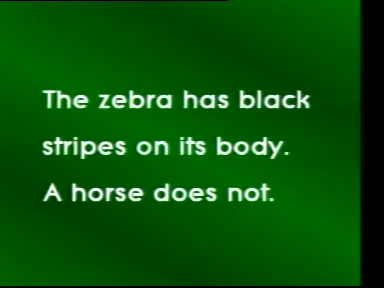 The zebra has black
stripes on its body.
A horse does not.